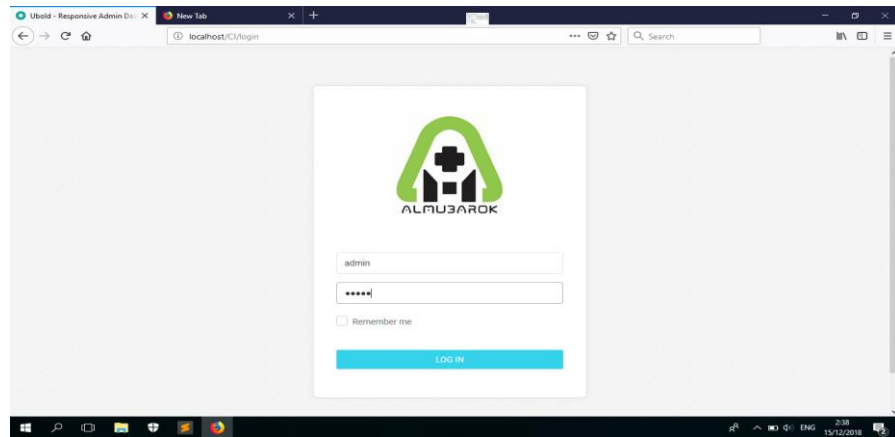 Ubold - Responsive Admin Das
New Tab
localhost/CI/login
Search
ALMUBAROK
admin
Remember me
LOG IN
ENG
2:38
15/12/2018